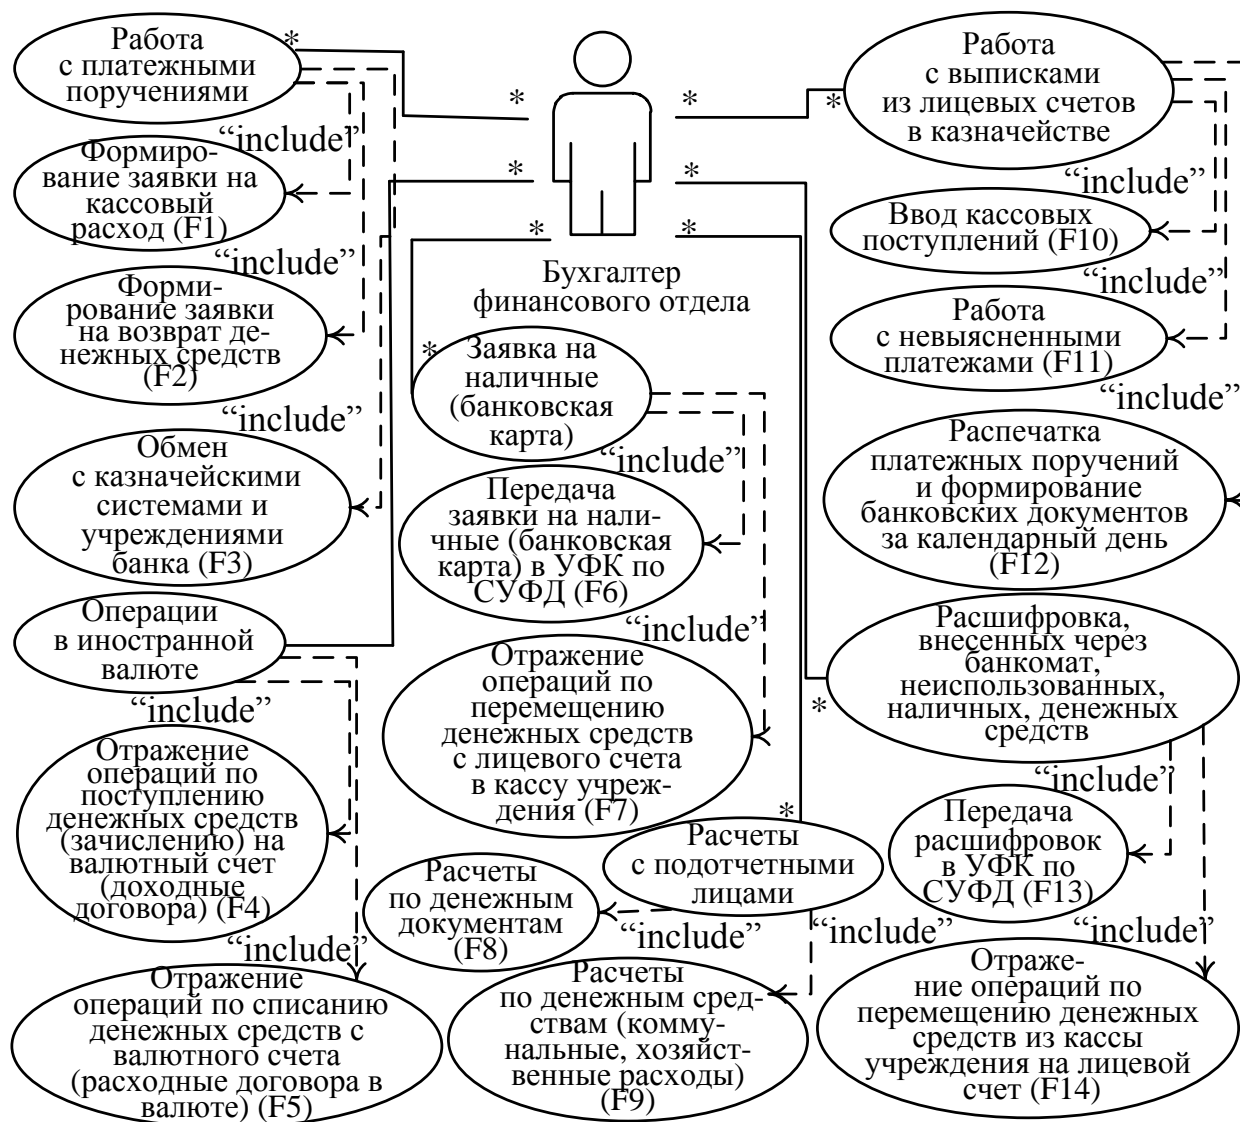 Работа
с платежными
поручениями
*
“include”
Формиро-
вание заявки на
кассовый
расход (F1)
“include”
Форми-
рование заявки
на возврат де-
нежных средств
(F2)
“include”
Обмен
с казначейскими
системами и
учреждениями
банка (F3)
Операции
в иностранной
валюте
“include”
Отражение
операций по
поступлению
денежных средств
(зачислению) на
валютный счет
(доходные
договора) (F4)
“include”
Отражение
операций по списанию
денежных средств с
валютного счета
(расходные договора в
валюте) (F5)
*
*
*
*
*
*
Бухгалтер
финансового отдела
*
Заявка на
наличные
(банковская
карта)
“include”
Передача
заявки на нали-
чные (банковская
карта) в УФК по
СУФД (F6)
“include”
Отражение
операций по
перемещению
денежных средств
с лицевого счета
в кассу учреж-
дения (F7)
*
Расчеты
с подотчетными
лицами
Расчеты
по денежным
документам
(F8)
“include”
“include”
Расчеты
по денежным сред-
ствам (комму-
нальные, хозяйст-
венные расходы)
(F9)
*
Работа
с выписками
из лицевых счетов
в казначействе
“include”
Ввод кассовых
поступлений (F10)
“include”
Работа
с невыясненными
платежами (F11)
“include”
Распечатка
платежных поручений
и формирование
банковских документов
за календарный день
(F12)
*
Расшифровка,
внесенных через
банкомат,
неиспользованных,
наличных, денежных
средств
“include”
Передача
расшифровок
в УФК по
СУФД (F13)
“include”
Отраже-
ние операций по
перемещению денежных
средств из кассы
учреждения на лицевой
счет (F14)